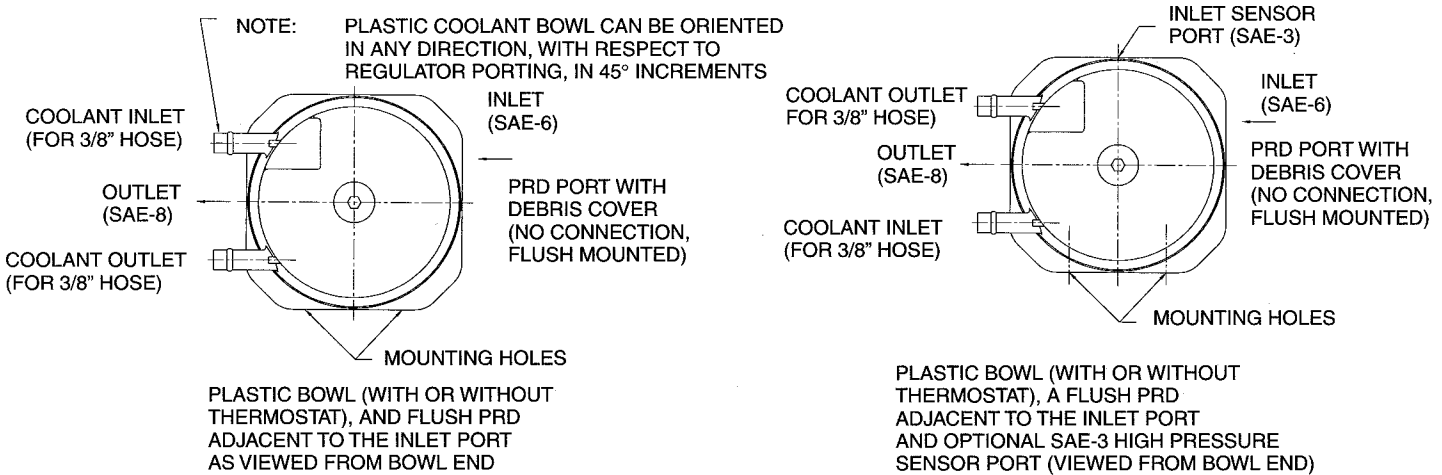 NOTE: PLASTIC COOLANT BOWL CAN BE ORIENTED
IN ANY DIRECTION, WITH RESPECT TO
REGULATOR PORTING, IN 45° INCREMENTS
COOLANT INLET
(FOR 3/8" HOSE)
INLET
(SAE-6)
OUTLET
(SAE-8)
PRD PORT WITH
DEBRIS COVER
(NO CONNECTION,
FLUSH MOUNTED)
COOLANT OUTLET
(FOR 3/8" HOSE)
MOUNTING HOLES
PLASTIC BOWL (WITH OR WITHOUT
THERMOSTAT), AND FLUSH PRD
ADJACENT TO THE INLET PORT
AS VIEWED FROM BOWL END
INLET SENSOR
PORT (SAE-3)
COOLANT OUTLET
FOR 3/8" HOSE)
INLET
(SAE-6)
OUTLET
(SAE-8)
PRD PORT WITH
DEBRIS COVER
(NO CONNECTION,
FLUSH MOUNTED)
COOLANT INLET
(FOR 3/8" HOSE)
MOUNTING HOLES
PLASTIC BOWL (WITH OR WITHOUT
THERMOSTAT), A FLUSH PRD
ADJACENT TO THE INLET PORT
AND OPTIONAL SAE-3 HIGH PRESSURE
SENSOR PORT (VIEWED FROM BOWL END)